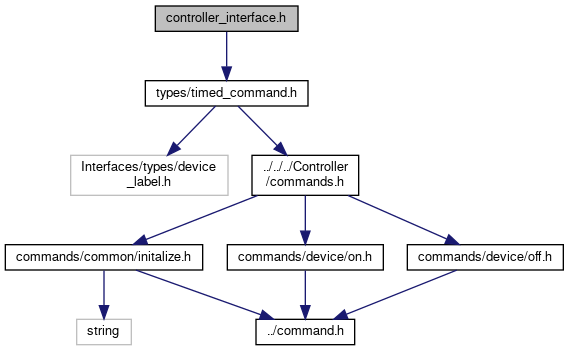 controller_interface.h
types/timed_command.h
Interfaces/types/device
_label.h
../../../Controller
/commands.h
commands/common/initalize.h
commands/device/on.h
commands/device/off.h
string
../command.h